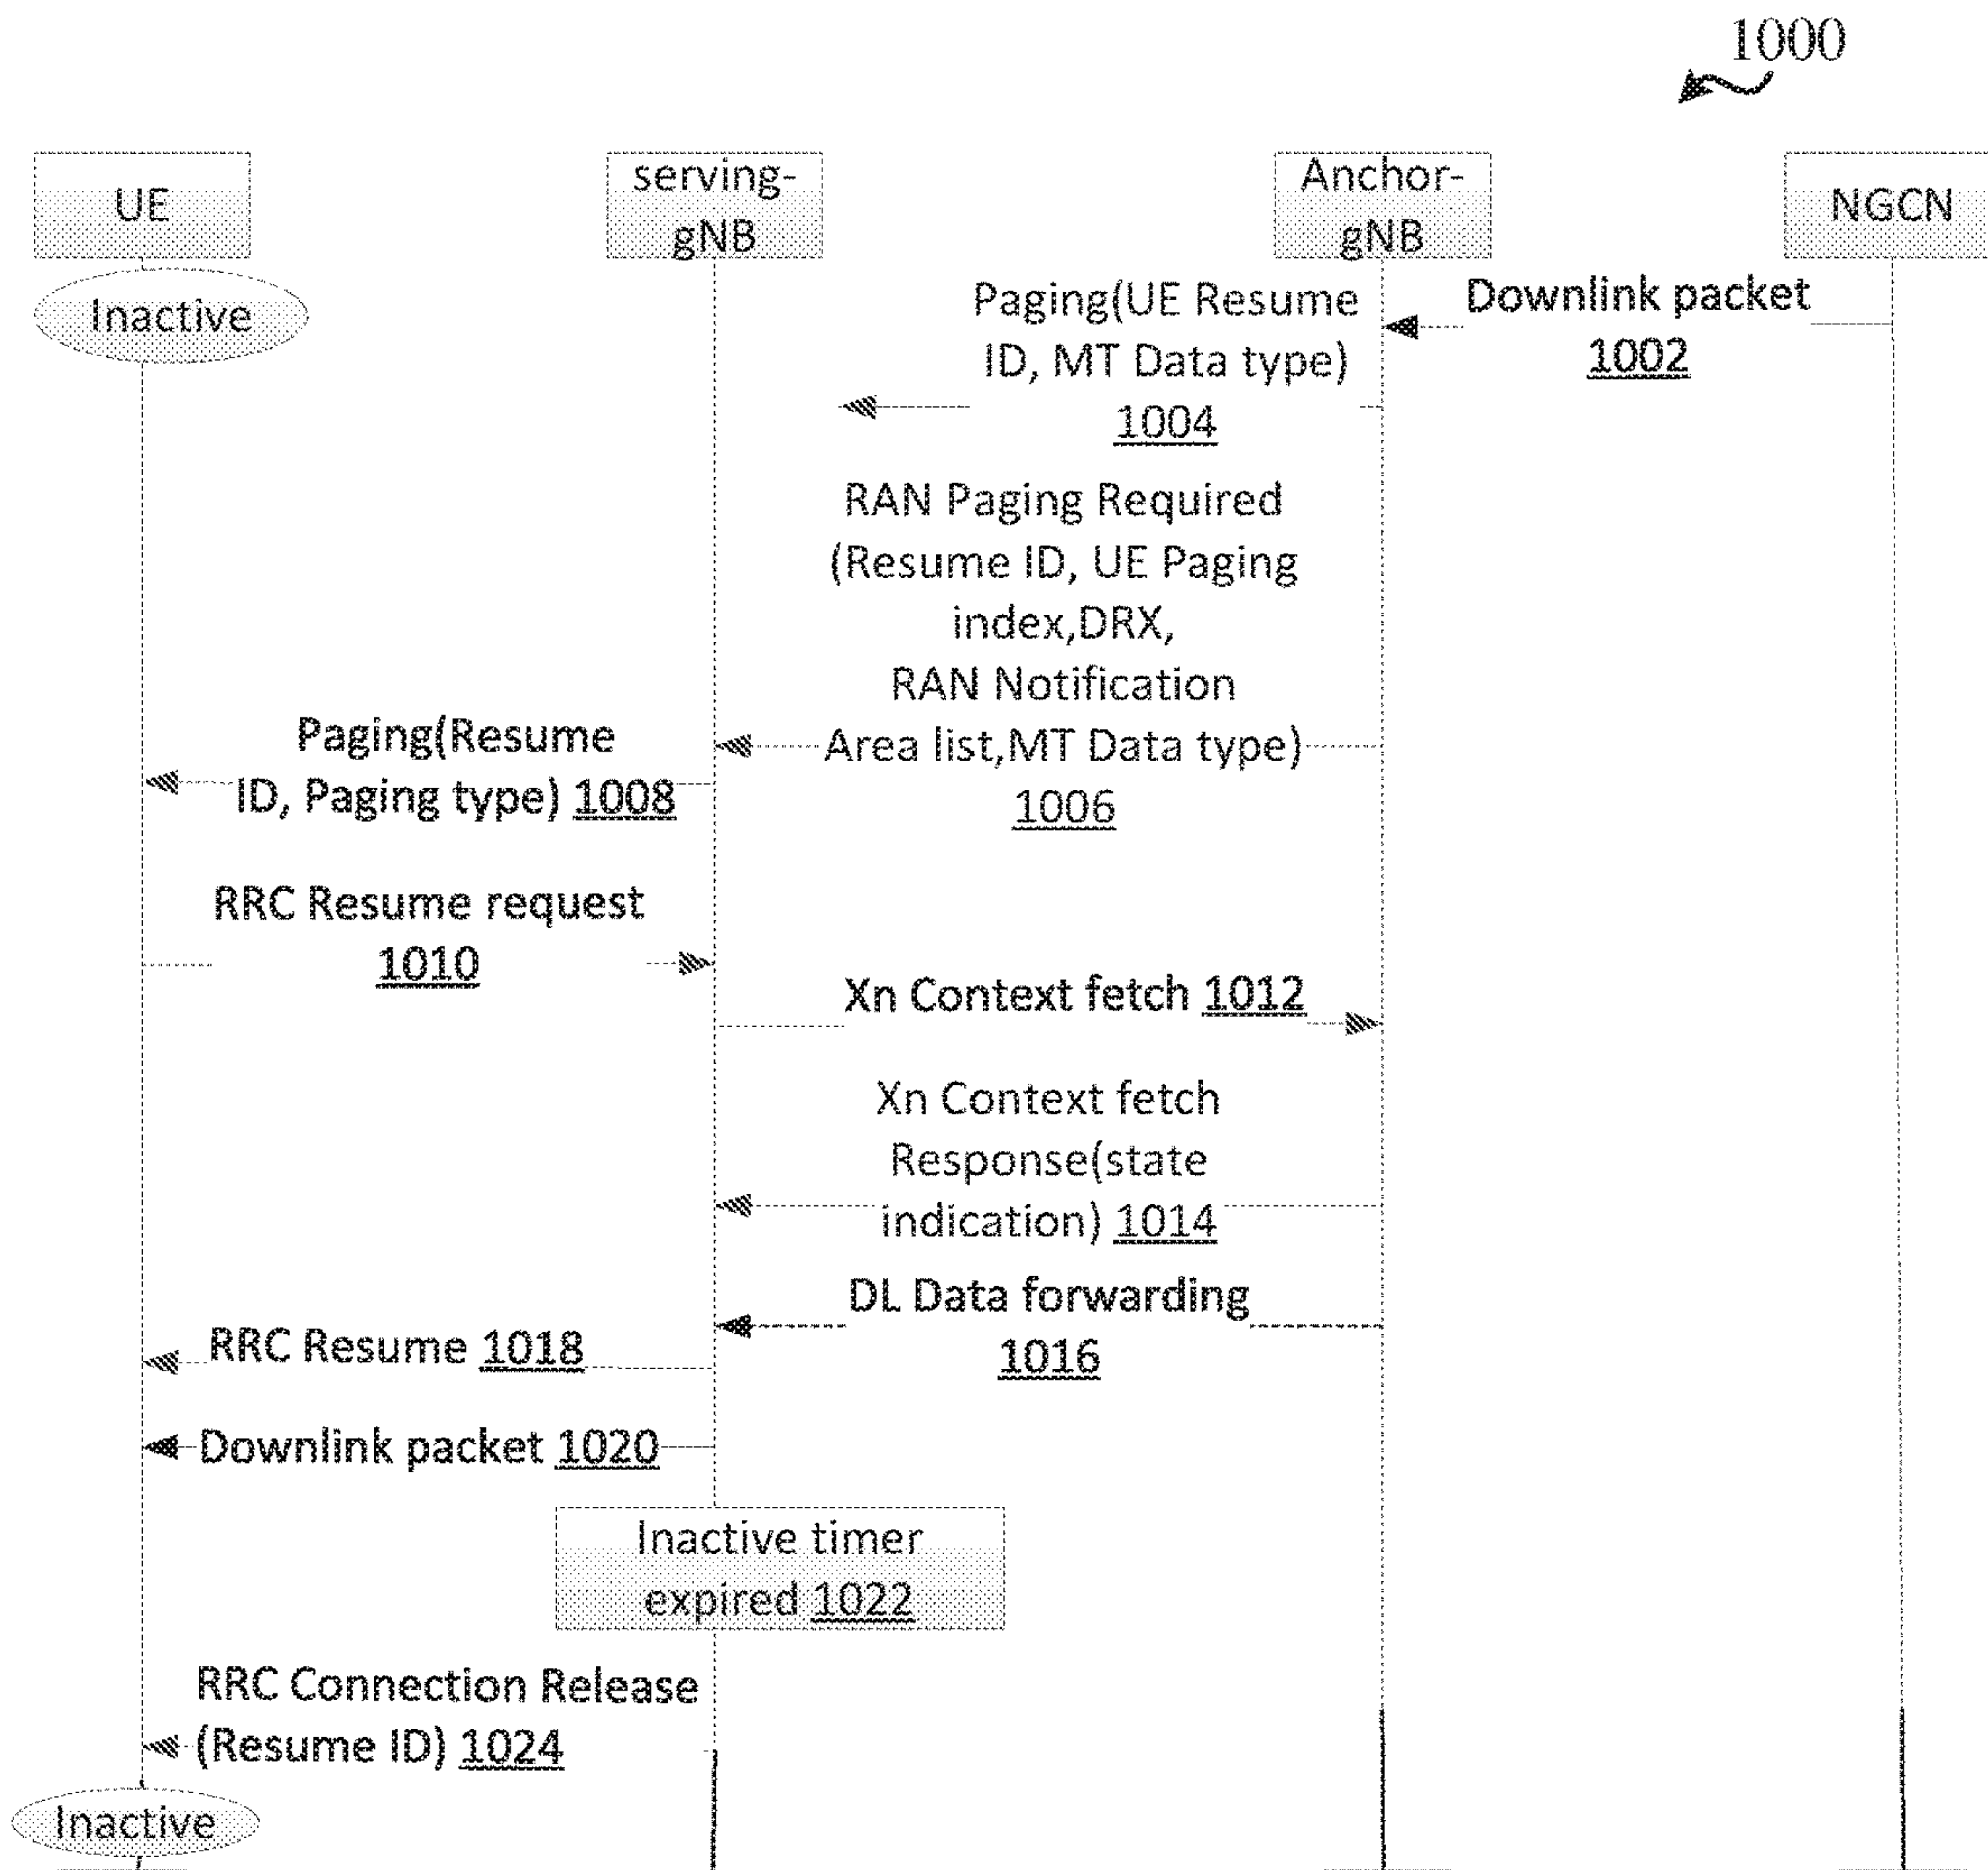 1000
UE
serving-
gNB
Anchor-
gNB
NGCN
Inactive
Downlink packet
1002
Paging(UE Resume
ID, MT Data type)
1004
RAN Paging Required
(Resume ID, UE Paging
index,DRX,
RAN Notification
Area list,MT Data type)
1006
Paging(Resume
ID, Paging type) 1008
RRC Resume request
1010
Xn Context fetch 1012
Xn Context fetch
Response(state
indication) 1014
DL Data forwarding
1016
RRC Resume 1018
Downlink packet 1020
Inactive timer
expired 1022
RRC Connection Release
(Resume ID) 1024
Inactive